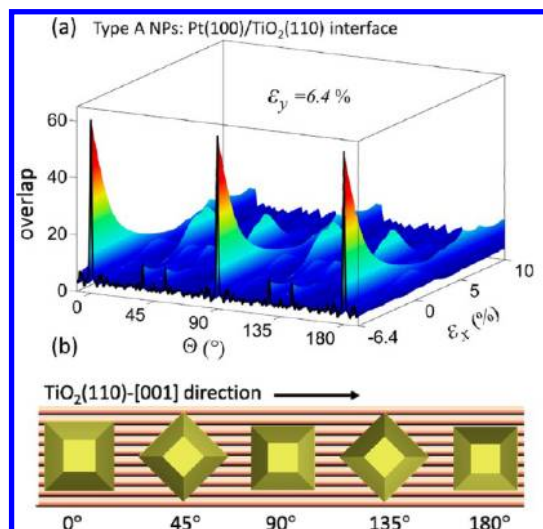 (a) Type A NPs: Pt(100)/TiO₂(110) interface
εy =6.4 %
60
40
20
0
overlap
0 45 90 135 180
Θ (°)
-6.4 0 5 10
εx (%)
(b)
TiO₂(110)-[001] direction
0° 45° 90° 135° 180°